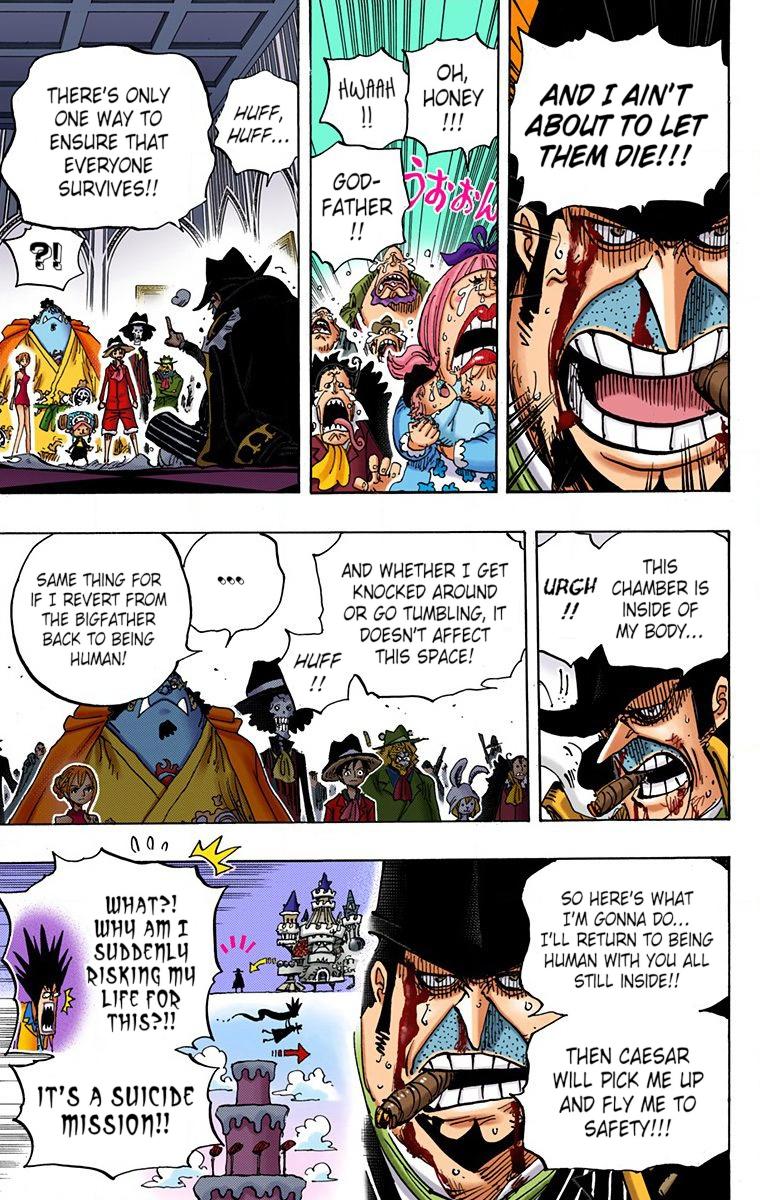 AND I AIN'T
ABOUT TO LET
THEM DIE!!!
OH,
HONEY
!!!
HWAAH
!!
GOD-
FATHER
!!
うおおん
HUFF,
HUFF...
THERE'S ONLY
ONE WAY TO
ENSURE THAT
EVERYONE
SURVIVES!!
?!
THIS
CHAMBER IS
INSIDE OF
MY BODY...
URGH
!!
AND WHETHER I GET
KNOCKED AROUND
OR GO TUMBLING, IT
DOESN'T AFFECT
THIS SPACE!
HUFF
!!
...
SAME THING FOR
IF I REVERT FROM
THE BIGFATHER
BACK TO BEING
HUMAN!
SO HERE'S WHAT
I'M GONNA DO...
I'LL RETURN TO BEING
HUMAN WITH YOU ALL
STILL INSIDE!!
THEN CAESAR
WILL PICK ME UP
AND FLY ME TO
SAFETY!!!
WHAT?!
WHY AM I
SUDDENLY
RISKING MY
LIFE FOR
THIS?!!
IT'S A SUICIDE
MISSION!!